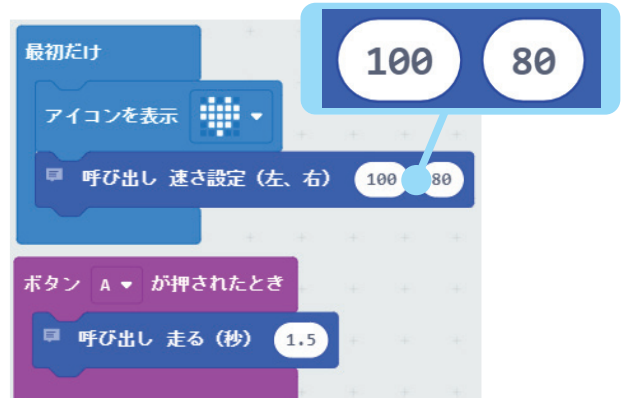 100 80
最初だけ
アイコンを表示
呼び出し 速さ設定（左、右） 100 80
ボタン A が押されたとき
呼び出し 走る（秒） 1.5